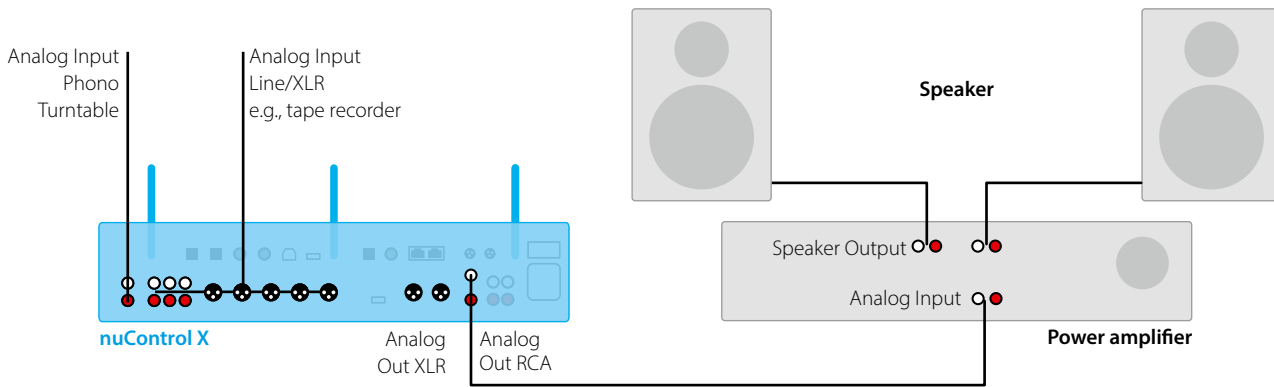 Analog Input
Phono
Turntable
Analog Input
Line/XLR
e.g., tape recorder
Speaker
Speaker Output
Analog Input
nuControl X
Analog
Out XLR
Analog
Out RCA
Power amplifier